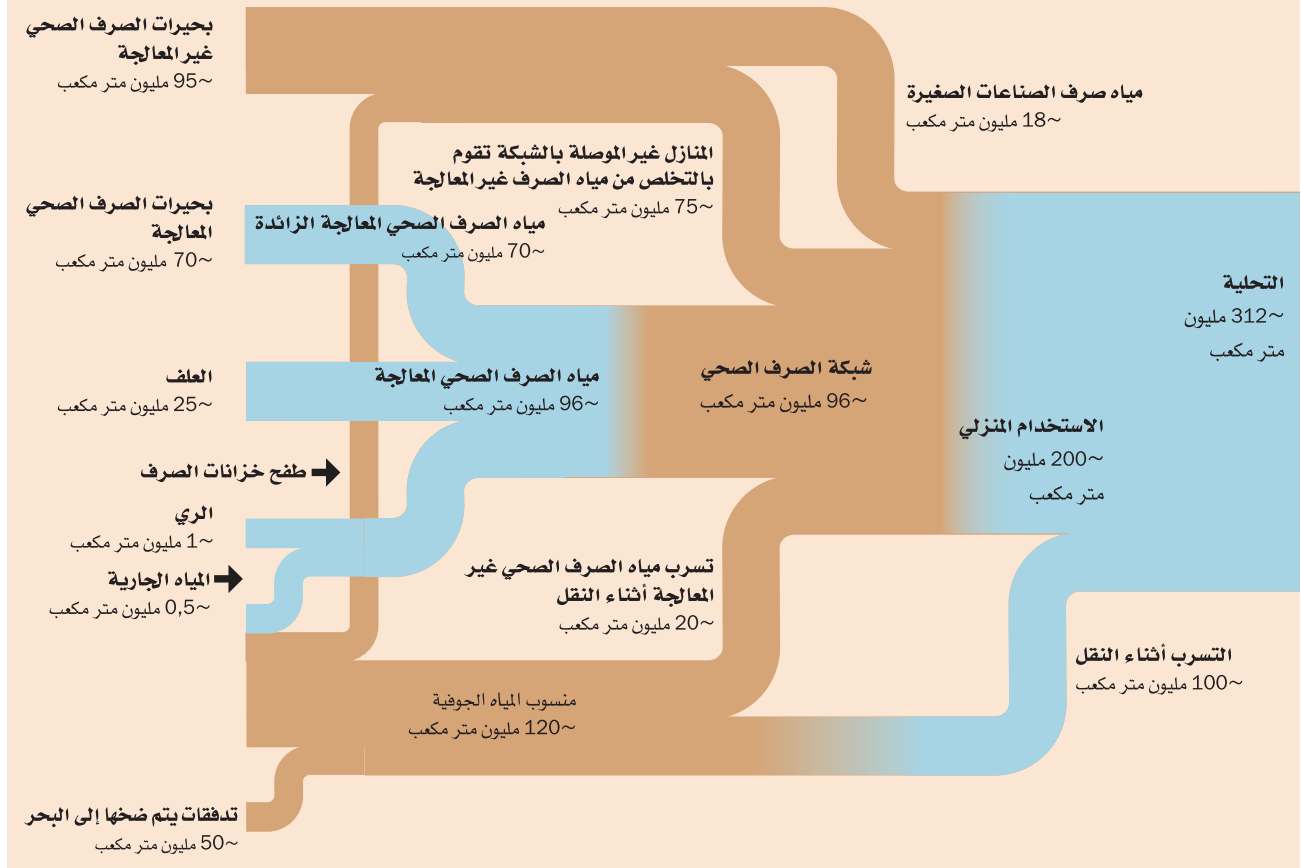 بحيرات الصرف الصحي
غير المعالجة
~95 مليون متر مكعب
مياه صرف الصناعات الصغيرة
~18 مليون متر مكعب
المنازل غير الموصلة بالشبكة تقوم
بالتخلص من مياه الصرف غير المعالجة
~75 مليون متر مكعب
بحيرات الصرف الصحي
المعالجة
~70 مليون متر مكعب
مياه الصرف الصحي المعالجة الزائدة
~70 مليون متر مكعب
التحلية
~312 مليون
متر مكعب
العلف
~25 مليون متر مكعب
مياه الصرف الصحي المعالجة
~96 مليون متر مكعب
شبكة الصرف الصحي
~96 مليون متر مكعب
الاستخدام المنزلي
~200 مليون
متر مكعب
طفح خزانات الصرف
الري
~1 مليون متر مكعب
المياه الجارية
~0,5 مليون متر مكعب
تسرب مياه الصرف الصحي غير
المعالجة أثناء النقل
~20 مليون متر مكعب
التسرب أثناء النقل
~100 مليون متر مكعب
منسوب المياه الجوفية
~120 مليون متر مكعب
تدفقات يتم ضخها إلى البحر
~50 مليون متر مكعب